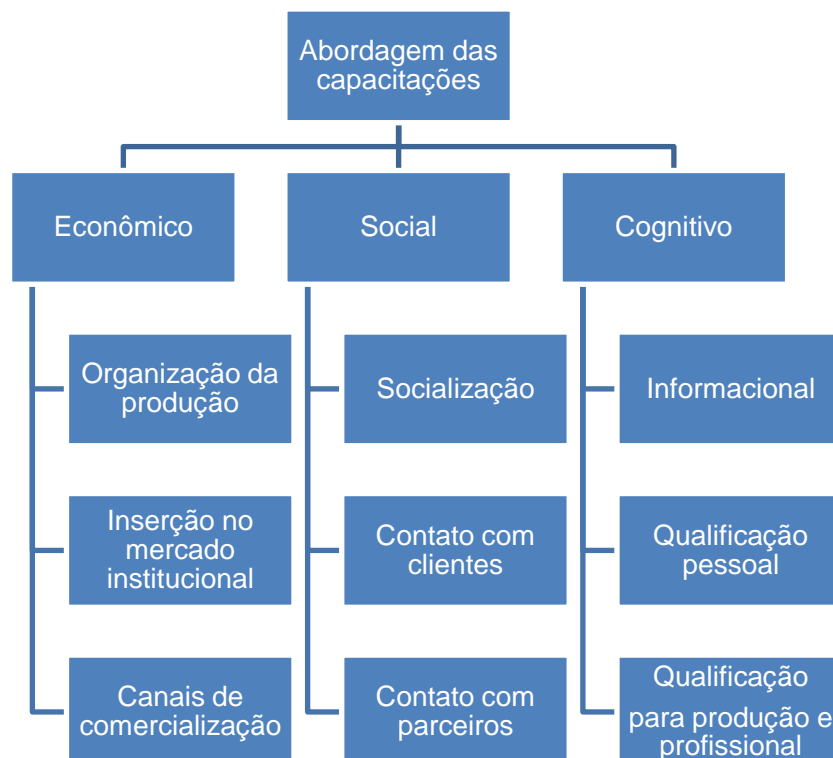 Abordagem das
capacitações
Econômico
Social
Cognitivo
Organização da
produção
Socialização
Informacional
Inserção no
mercado
institucional
Contato com
clientes
Qualificação
pessoal
Canais de
comercialização
Contato com
parceiros
Qualificação
para produção e
profissional